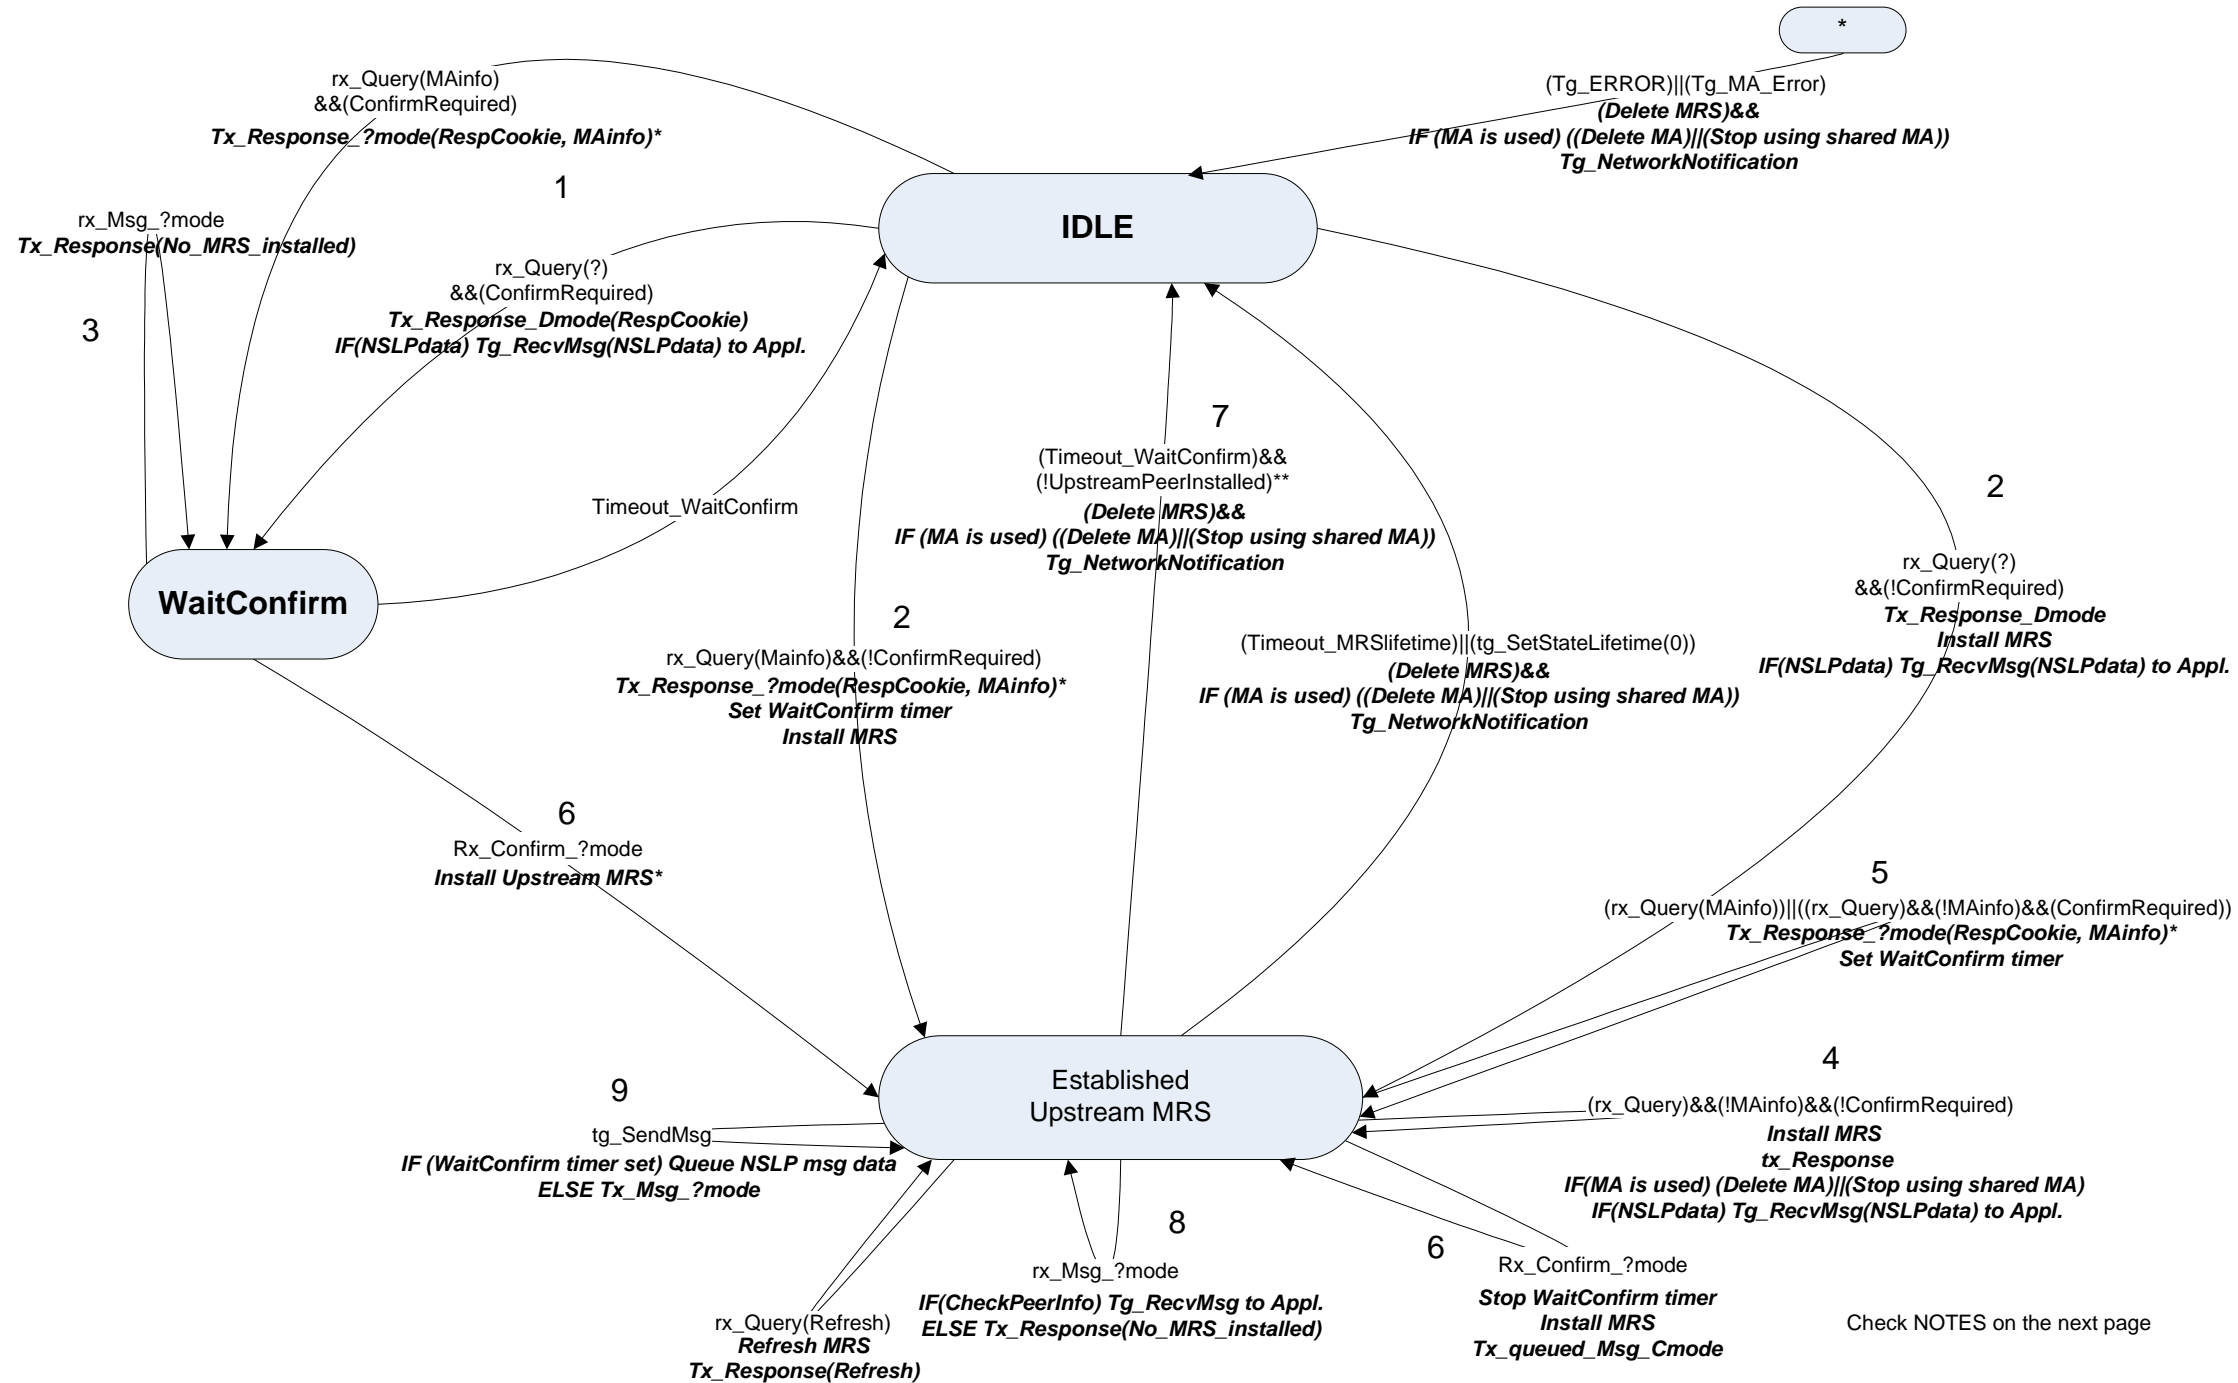 *
(Tg_ERROR)||(Tg_MA_Error)
(Delete MRS)&&
IF (MA is used) ((Delete MA)||(Stop using shared MA))
Tg_NetworkNotification
rx_Query(MAinfo)
&&(ConfirmRequired)
Tx_Response_?mode(RespCookie, MAinfo)*
1
rx_Msg_?mode
Tx_Response(No_MRS_installed)
3
IDLE
rx_Query(?)
&&(ConfirmRequired)
Tx_Response_Dmode(RespCookie)
IF(NSLPdata) Tg_RecvMsg(NSLPdata) to Appl.
7
(Timeout_WaitConfirm)&&
(!UpstreamPeerInstalled)**
(Delete MRS)&&
IF (MA is used) ((Delete MA)||(Stop using shared MA))
Tg_NetworkNotification
Timeout_WaitConfirm
2
rx_Query(?)
&&(!ConfirmRequired)
Tx_Response_Dmode
Install MRS
IF(NSLPdata) Tg_RecvMsg(NSLPdata) to Appl.
WaitConfirm
2
rx_Query(Mainfo)&&(!ConfirmRequired)
Tx_Response_?mode(RespCookie, MAinfo)*
Set WaitConfirm timer
Install MRS
(Timeout_MRSlifetime)||(tg_SetStateLifetime(0))
(Delete MRS)&&
IF (MA is used) ((Delete MA)||(Stop using shared MA))
Tg_NetworkNotification
6
Rx_Confirm_?mode
Install Upstream MRS*
5
(rx_Query(MAinfo))||((rx_Query)&&(!MAinfo)&&(ConfirmRequired))
Tx_Response_?mode(RespCookie, MAinfo)*
Set WaitConfirm timer
Established
Upstream MRS
4
(rx_Query)&&(!MAinfo)&&(!ConfirmRequired)
Install MRS
tx_Response
IF(MA is used) (Delete MA)||(Stop using shared MA)
IF(NSLPdata) Tg_RecvMsg(NSLPdata) to Appl.
9
tg_SendMsg
IF (WaitConfirm timer set) Queue NSLP msg data
ELSE Tx_Msg_?mode
8
rx_Msg_?mode
IF(CheckPeerInfo) Tg_RecvMsg to Appl.
ELSE Tx_Response(No_MRS_installed)
6
Rx_Confirm_?mode
Stop WaitConfirm timer
Install MRS
Tx_queued_Msg_Cmode
rx_Query(Refresh)
Refresh MRS
Tx_Response(Refresh)
Check NOTES on the next page